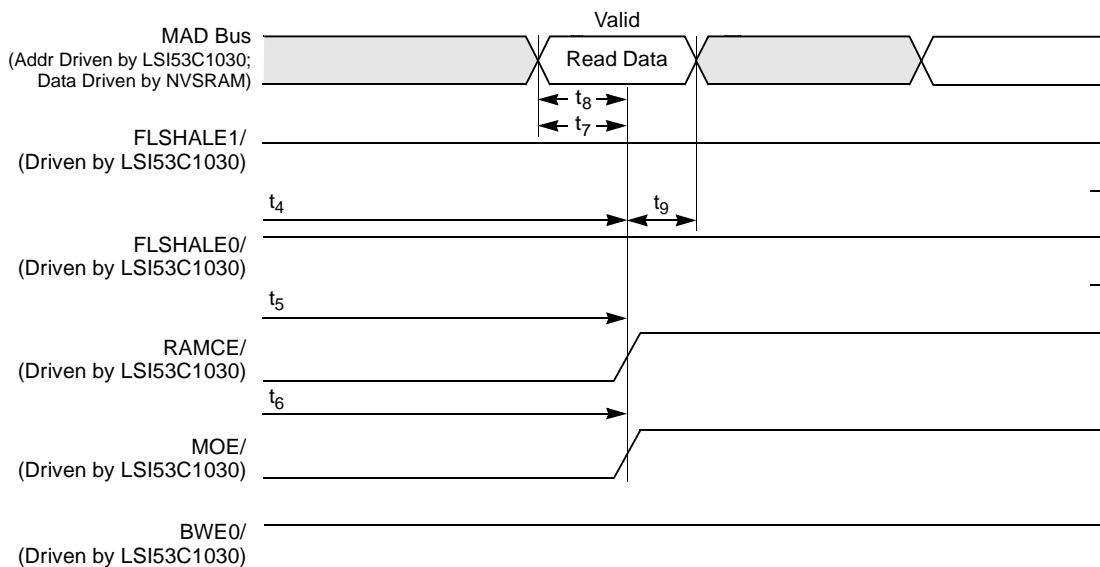 Valid
MAD Bus
(Addr Driven by LSI53C1030;
Data Driven by NVSRAM)
Read Data
t8
t7
FLSHALE1/
(Driven by LSI53C1030)
t4
t9
FLSHALE0/
(Driven by LSI53C1030)
t5
RAMCE/
(Driven by LSI53C1030)
t6
MOE/
(Driven by LSI53C1030)
BWE0/
(Driven by LSI53C1030)